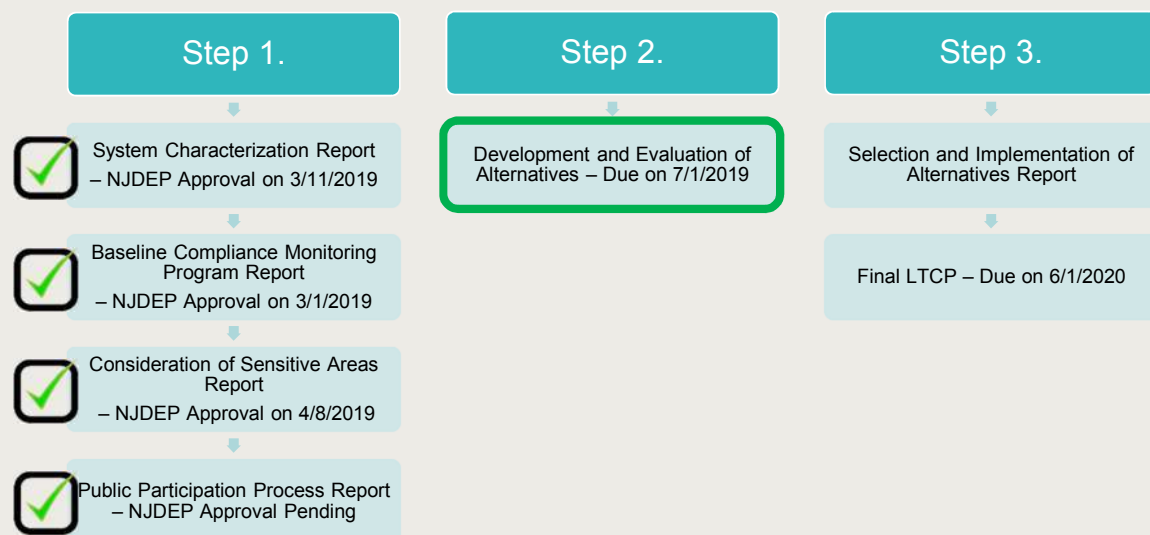 Step 1.
System Characterization Report
– NJDEP Approval on 3/11/2019
Baseline Compliance Monitoring
Program Report
– NJDEP Approval on 3/1/2019
Consideration of Sensitive Areas
Report
– NJDEP Approval on 4/8/2019
Public Participation Process Report
– NJDEP Approval Pending
Step 2.
Development and Evaluation of
Alternatives – Due on 7/1/2019
Step 3.
Selection and Implementation of
Alternatives Report
Final LTCP – Due on 6/1/2020